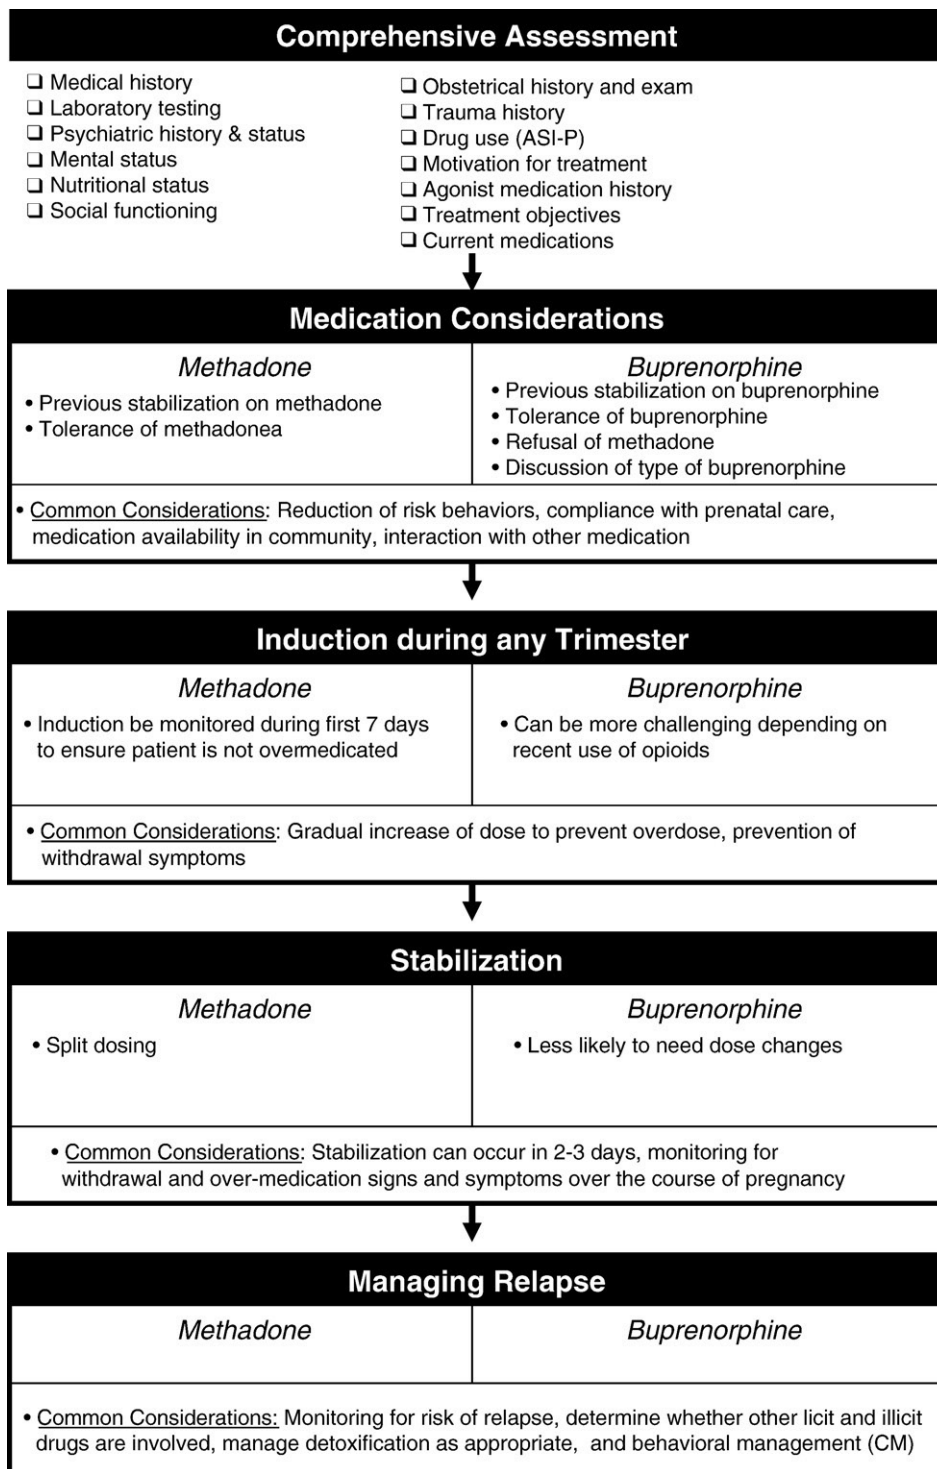 Comprehensive Assessment
❑ Medical history
❑ Laboratory testing
❑ Psychiatric history & status
❑ Mental status
❑ Nutritional status
❑ Social functioning
❑ Obstetrical history and exam
❑ Trauma history
❑ Drug use (ASI-P)
❑ Motivation for treatment
❑ Agonist medication history
❑ Treatment objectives
❑ Current medications
Medication Considerations
Methadone
• Previous stabilization on methadone
• Tolerance of methadonea
Buprenorphine
• Previous stabilization on buprenorphine
• Tolerance of buprenorphine
• Refusal of methadone
• Discussion of type of buprenorphine
• Common Considerations: Reduction of risk behaviors, compliance with prenatal care,
medication availability in community, interaction with other medication
Induction during any Trimester
Methadone
• Induction be monitored during first 7 days
to ensure patient is not overmedicated
Buprenorphine
• Can be more challenging depending on
recent use of opioids
• Common Considerations: Gradual increase of dose to prevent overdose, prevention of
withdrawal symptoms
Stabilization
Methadone
• Split dosing
Buprenorphine
• Less likely to need dose changes
• Common Considerations: Stabilization can occur in 2-3 days, monitoring for
withdrawal and over-medication signs and symptoms over the course of pregnancy
Managing Relapse
Methadone
Buprenorphine
• Common Considerations: Monitoring for risk of relapse, determine whether other licit and illicit
drugs are involved, manage detoxification as appropriate, and behavioral management (CM)